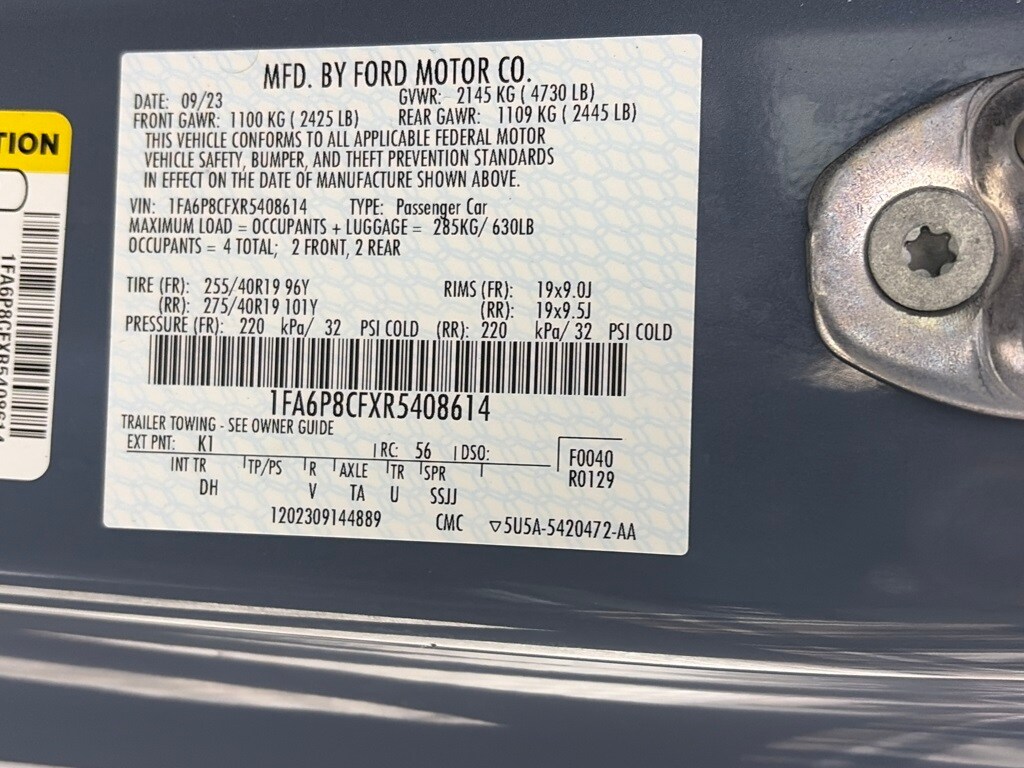 MFD. BY FORD MOTOR CO.
DATE: 09/23 GVWR: 2145 KG ( 4730 LB)
FRONT GAWR: 1100 KG ( 2425 LB) REAR GAWR: 1109 KG ( 2445 LB)
THIS VEHICLE CONFORMS TO ALL APPLICABLE FEDERAL MOTOR
VEHICLE SAFETY, BUMPER, AND THEFT PREVENTION STANDARDS
IN EFFECT ON THE DATE OF MANUFACTURE SHOWN ABOVE.
VIN: 1FA6P8CFXR5408614 TYPE: Passenger Car
MAXIMUM LOAD = OCCUPANTS + LUGGAGE = 285KG/ 630LB
OCCUPANTS = 4 TOTAL; 2 FRONT, 2 REAR
TIRE (FR): 255/40R19 96Y RIMS (FR): 19x9.0J
(RR): 275/40R19 101Y (RR): 19x9.5J
PRESSURE (FR): 220 kPa/ 32 PSI COLD (RR): 220 kPa/ 32 PSI COLD
1FA6P8CFXR5408614
TRAILER TOWING - SEE OWNER GUIDE
EXT PNT: K1 RC: 56 DSO: F0040
R0129
INT TR TP/PS R AXLE TR SPR
DH V TA U SSJJ
1202309144889 CMC ▽5U5A-5420472-AA
TION
1FA6P8CFXR5408614